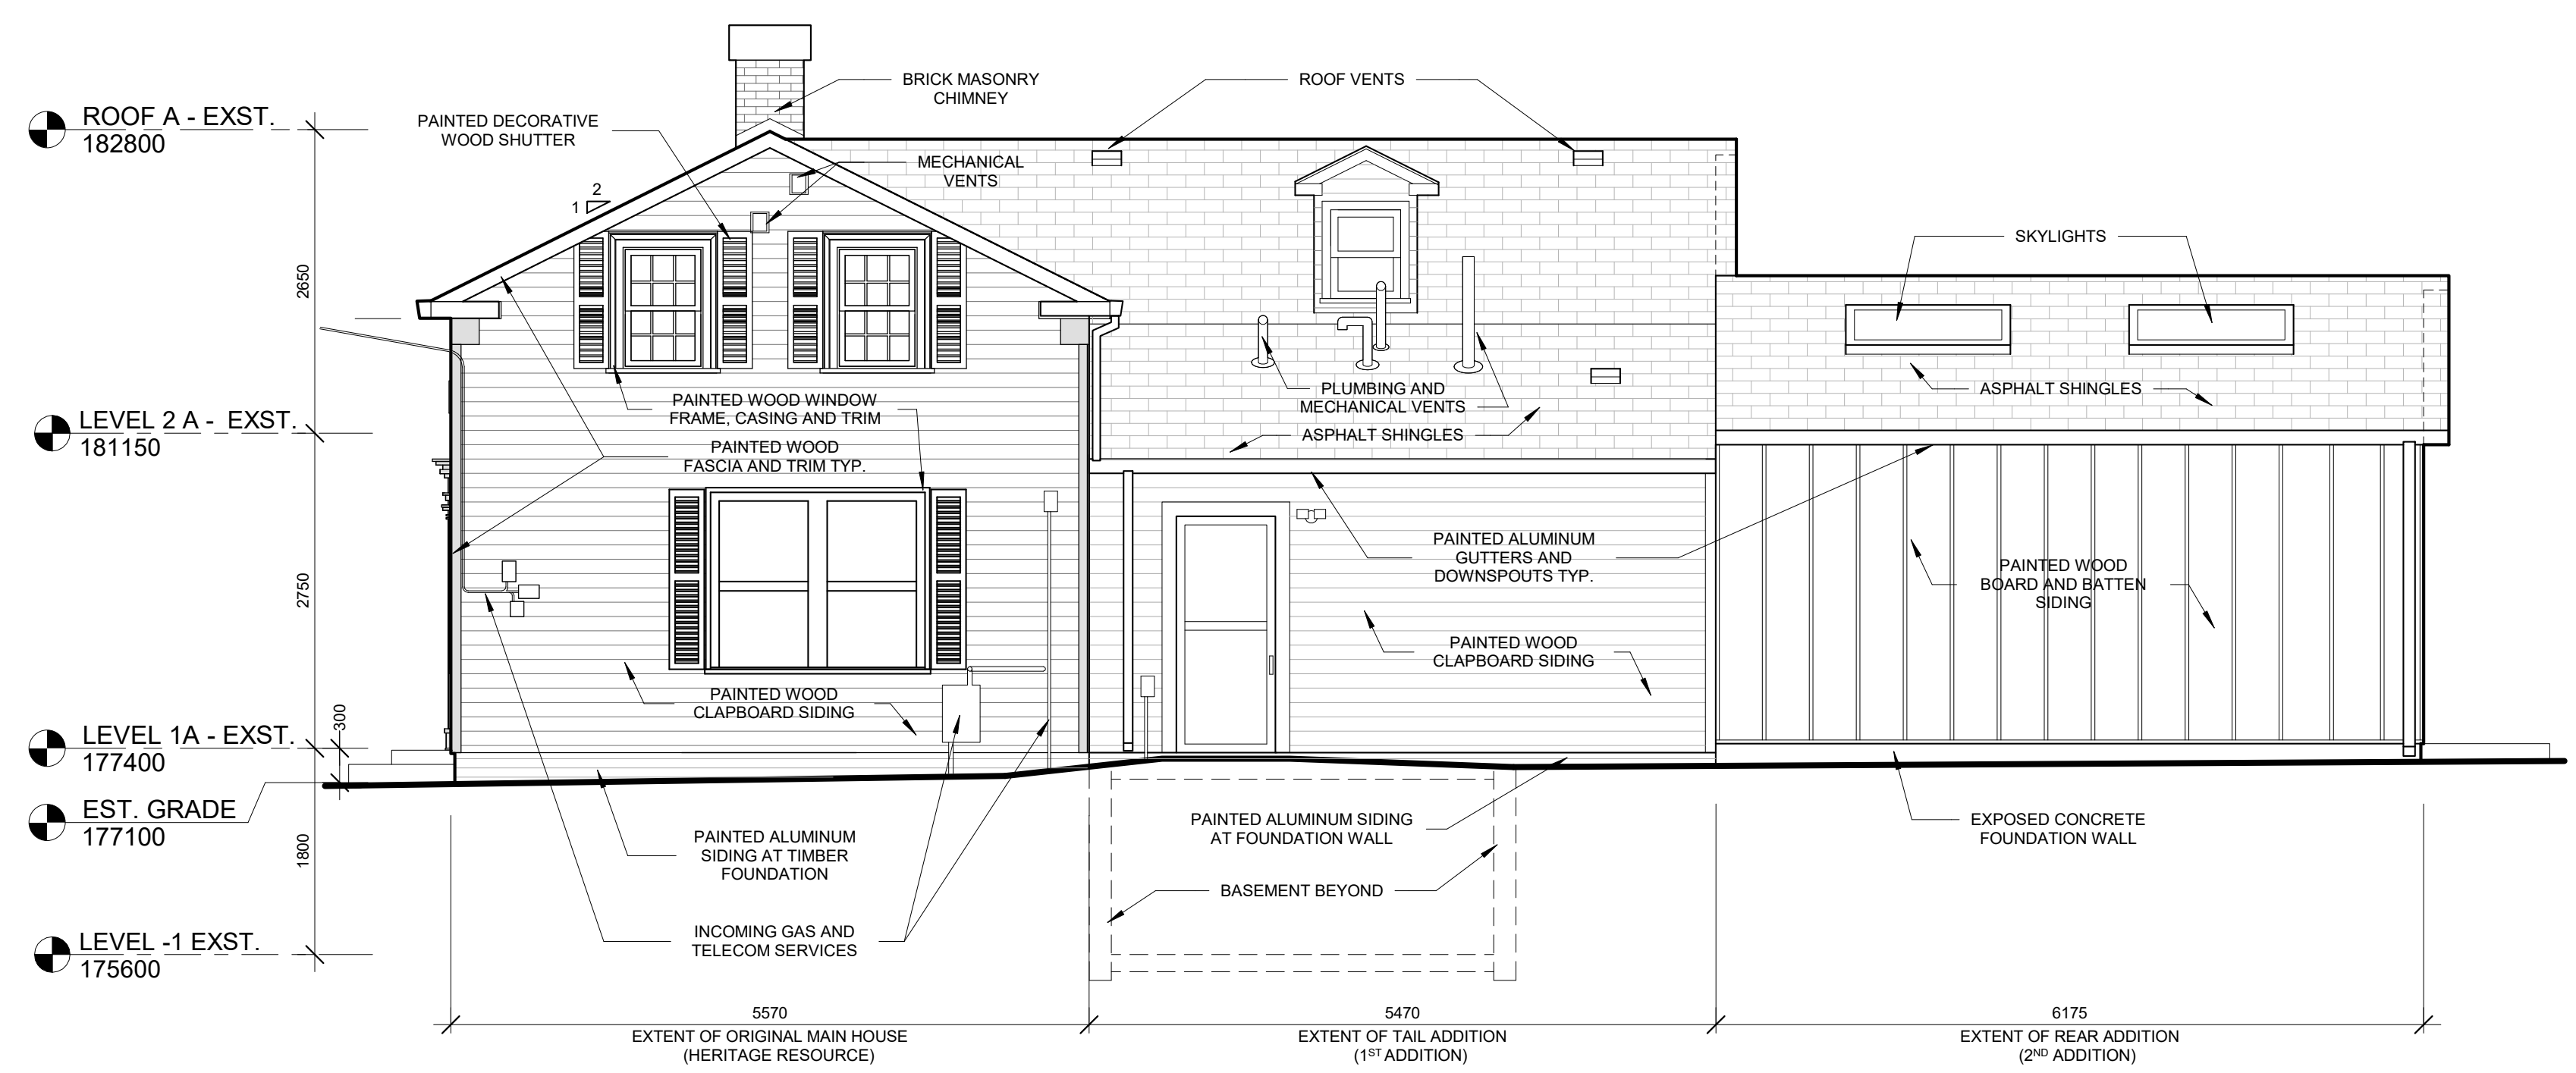 BRICK MASONRY
CHIMNEY
ROOF VENTS
ROOF A - EXST.
182800
PAINTED DECORATIVE
WOOD SHUTTER
MECHANICAL
VENTS
2
1
SKYLIGHTS
2650
PLUMBING AND
MECHANICAL VENTS
ASPHALT SHINGLES
ASPHALT SHINGLES
LEVEL 2 A - EXST.
181150
PAINTED WOOD WINDOW
FRAME, CASING AND TRIM
PAINTED WOOD
FASCIA AND TRIM TYP.
PAINTED ALUMINUM
GUTTERS AND
DOWNSPOUTS TYP.
PAINTED WOOD
BOARD AND BATTEN
SIDING
2750
PAINTED WOOD
CLAPBOARD SIDING
PAINTED WOOD
CLAPBOARD SIDING
300
LEVEL 1A - EXST.
177400
EST. GRADE
177100
PAINTED ALUMINUM
SIDING AT TIMBER
FOUNDATION
PAINTED ALUMINUM SIDING
AT FOUNDATION WALL
EXPOSED CONCRETE
FOUNDATION WALL
1800
BASEMENT BEYOND
INCOMING GAS AND
TELECOM SERVICES
LEVEL -1 EXST.
175600
5570
EXTENT OF ORIGINAL MAIN HOUSE
(HERITAGE RESOURCE)
5470
EXTENT OF TAIL ADDITION
(1ST ADDITION)
6175
EXTENT OF REAR ADDITION
(2ND ADDITION)